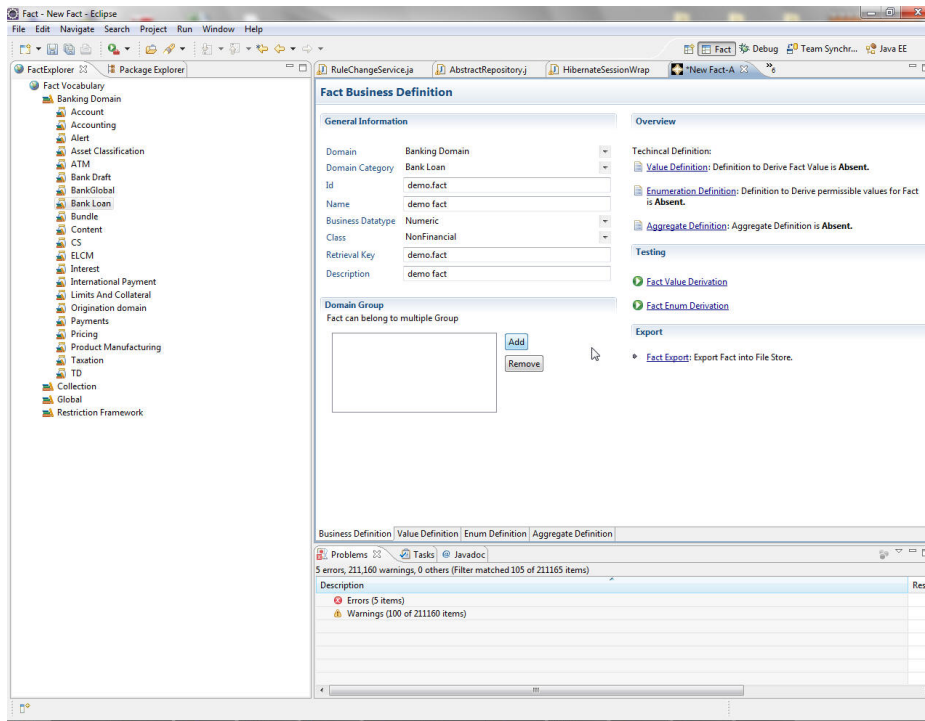 Fact - New Fact - Eclipse
File Edit Navigate Search Project Run Window Help
Fact Debug Team Synchr... Java EE
FactExplorer Package Explorer
Fact Vocabulary
Banking Domain
Account
Accounting
Alert
Asset Classification
ATM
Bank Draft
BankGlobal
Bank Loan
Bundle
Content
CS
ELCM
Interest
International Payment
Limits And Collateral
Origination domain
Payments
Pricing
Product Manufacturing
Taxation
TD
Collection
Global
Restriction Framework
RuleChangeService.ja AbstractRepository.j HibernateSessionWrap *New Fact-A »6
Fact Business Definition
General Information
Domain Banking Domain
Domain Category Bank Loan
Id demo.fact
Name demo fact
Business Datatype Numeric
Class NonFinancial
Retrieval Key demo.fact
Description demo fact
Domain Group
Fact can belong to multiple Group
Add
Remove
Overview
Techincal Definition:
Value Definition: Definition to Derive Fact Value is Absent.
Enumeration Definition: Definition to Derive permissible values for Fact
is Absent.
Aggregate Definition: Aggregate Definition is Absent.
Testing
Fact Value Derivation
Fact Enum Derivation
Export
Fact Export: Export Fact into File Store.
Business Definition Value Definition Enum Definition Aggregate Definition
Problems Tasks @ Javadoc
5 errors, 211,160 warnings, 0 others (Filter matched 105 of 211165 items)
Description Res
Errors (5 items)
Warnings (100 of 211160 items)